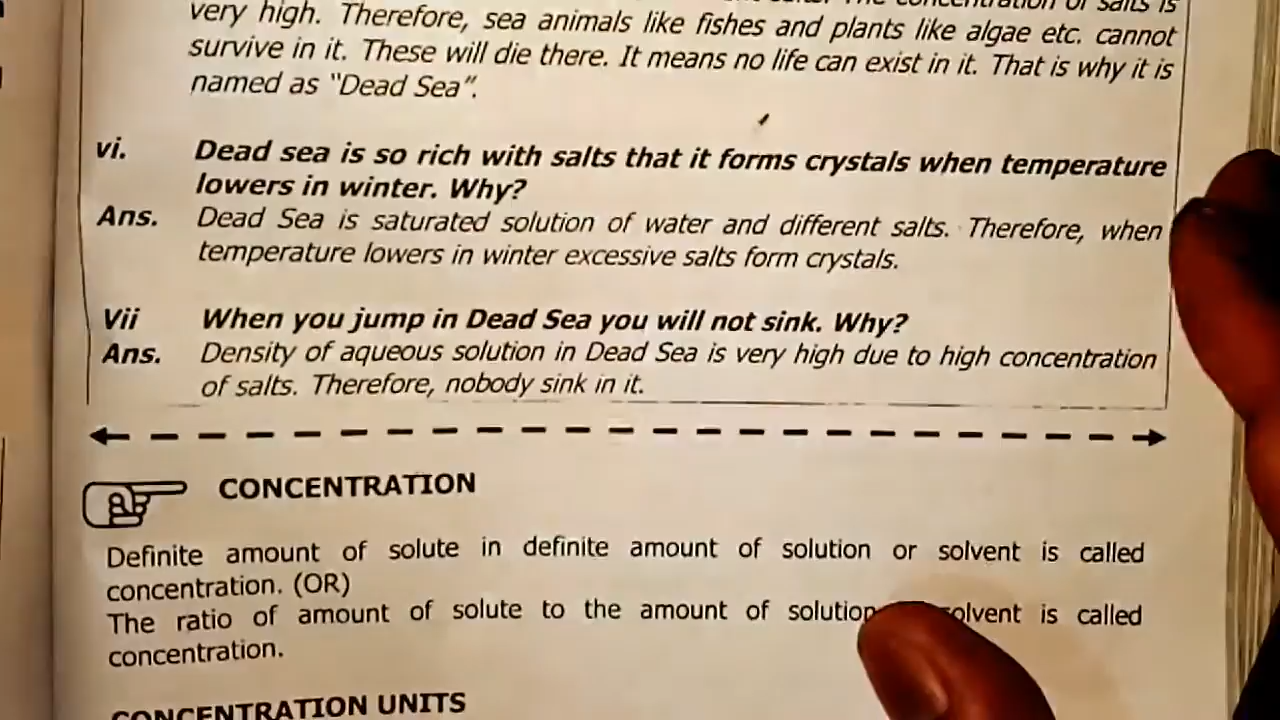 concentration of salts is
very high. Therefore, sea animals like fishes and plants like algae etc. cannot
survive in it. These will die there. It means no life can exist in it. That is why it is
named as "Dead Sea".
vi. Dead sea is so rich with salts that it forms crystals when temperature
lowers in winter. Why?
Ans. Dead Sea is saturated solution of water and different salts. Therefore, when
temperature lowers in winter excessive salts form crystals.
Vii When you jump in Dead Sea you will not sink. Why?
Ans. Density of aqueous solution in Dead Sea is very high due to high concentration
of salts. Therefore, nobody sink in it.
CONCENTRATION
Definite amount of solute in definite amount of solution or solvent is called
concentration. (OR)
The ratio of amount of solute to the amount of solution solvent is called
concentration.
CONCENTRATION UNITS